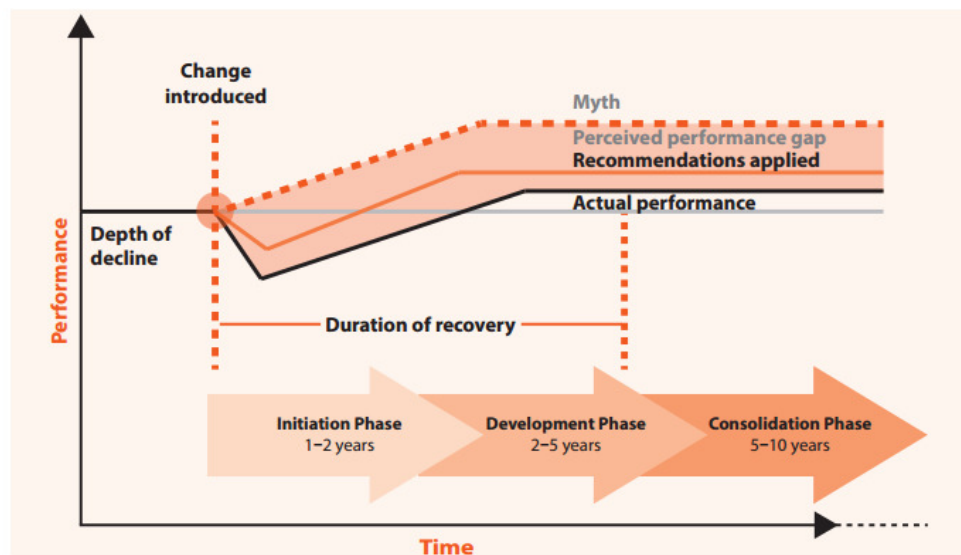 Change
introduced
Myth
Perceived performance gap
Recommendations applied
Actual performance
Depth of
decline
Performance
Duration of recovery
Initiation Phase
1–2 years
Development Phase
2–5 years
Consolidation Phase
5–10 years
Time